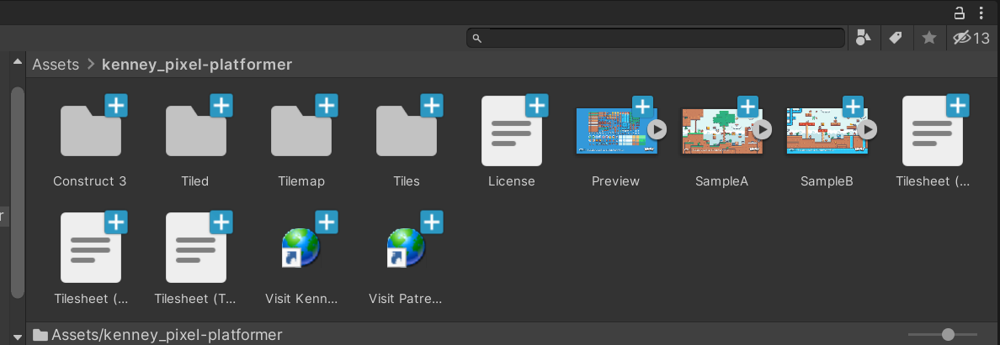 13
Assets > kenney_pixel-platformer
Construct 3
Tiled
Tilemap
Tiles
License
Preview
SampleA
SampleB
Tilesheet (...
r
Tilesheet (...
Tilesheet (T...
Visit Kenn...
Visit Patre...
Assets/kenney_pixel-platformer